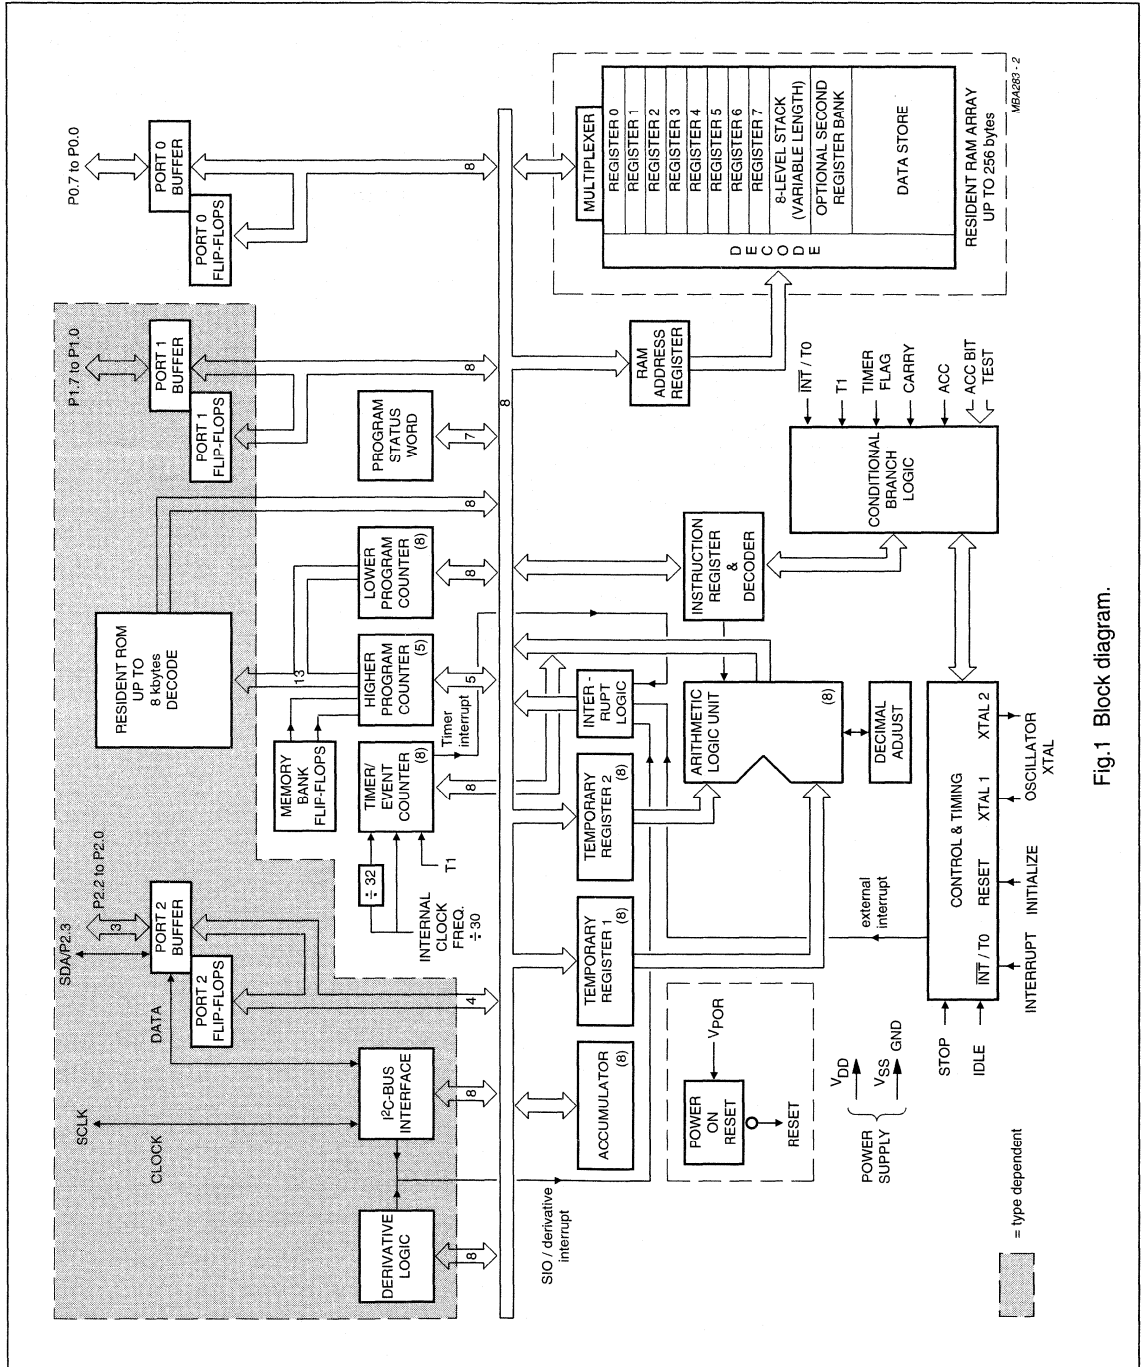 SCLK
SDA/P2.3
P2.2 to P2.0
P1.7 to P1.0
P0.7 to P0.0
CLOCK
DATA
3
PORT 2
BUFFER
PORT 2
FLIP-FLOPS
RESIDENT ROM
UP TO
8 kbytes
DECODE
PORT 1
BUFFER
PORT 1
FLIP-FLOPS
PORT 0
BUFFER
PORT 0
FLIP-FLOPS
MEMORY
BANK
FLIP-FLOPS
13
÷ 32
INTERNAL
CLOCK
FREQ.
÷ 30
T1
DERIVATIVE
LOGIC
I²C-BUS
INTERFACE
TIMER/
EVENT
COUNTER
(8)
HIGHER
PROGRAM
COUNTER
(5)
LOWER
PROGRAM
COUNTER
(8)
PROGRAM
STATUS
WORD
Timer
interrupt
8
8
4
8
5
8
8
7
8
8
8
SIO / derivative
interrupt
ACCUMULATOR
(8)
TEMPORARY
REGISTER 1
(8)
TEMPORARY
REGISTER 2
(8)
INTER -
RUPT
LOGIC
RAM
ADDRESS
REGISTER
MULTIPLEXER
REGISTER 0
REGISTER 1
REGISTER 2
REGISTER 3
REGISTER 4
REGISTER 5
REGISTER 6
REGISTER 7
8-LEVEL STACK
(VARIABLE LENGTH)
OPTIONAL SECOND
REGISTER BANK
DATA STORE
DECODE
RESIDENT RAM ARRAY
UP TO 256 bytes
MBA283 - 2
POWER
ON
RESET
VPOR
RESET
ARITHMETIC
LOGIC UNIT
(8)
INSTRUCTION
REGISTER
&
DECODER
DECIMAL
ADJUST
CONDITIONAL
BRANCH
LOGIC
INT / T0
T1
TIMER
FLAG
CARRY
ACC
ACC BIT
TEST
POWER
SUPPLY
VDD
VSS
GND
external
interrupt
STOP
IDLE
CONTROL & TIMING
INT / T0
RESET
XTAL 1
XTAL 2
INTERRUPT
INITIALIZE
OSCILLATOR
XTAL
= type dependent
Fig.1 Block diagram.